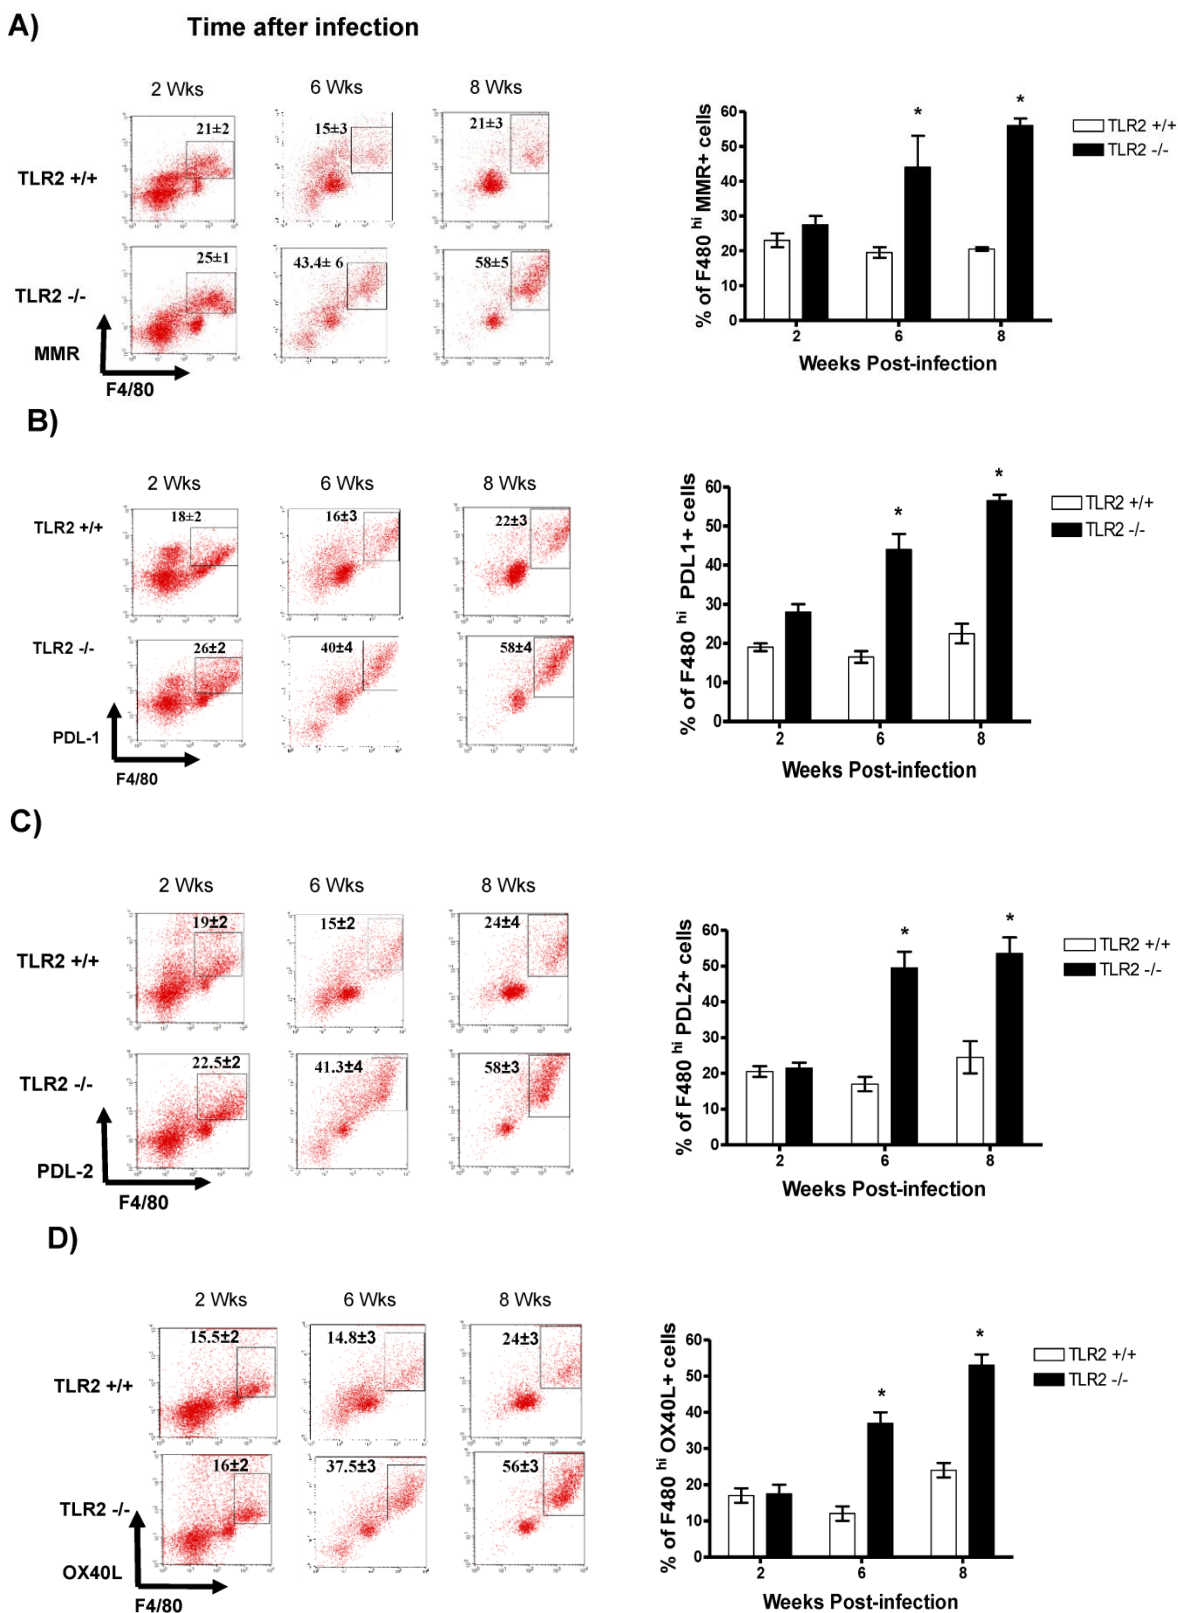 A)
Time after infection
2 Wks
6 Wks
8 Wks
TLR2 +/+
21±2
15±3
21±3
TLR2 -/-
25±1
43.4± 6
58±5
MMR
F4/80
% of F480 hi MMR+ cells
60
50
40
30
20
10
0
*
*
2
6
8
Weeks Post-infection
TLR2 +/+
TLR2 -/-
B)
2 Wks
6 Wks
8 Wks
TLR2 +/+
18±2
16±3
22±3
TLR2 -/-
26±2
40±4
58±4
PDL-1
F4/80
% of F480 hi PDL1+ cells
60
50
40
30
20
10
0
*
*
2
6
8
Weeks Post-infection
TLR2 +/+
TLR2 -/-
C)
2 Wks
6 Wks
8 Wks
TLR2 +/+
19±2
15±2
24±4
TLR2 -/-
22.5±2
41.3±4
58±3
PDL-2
F4/80
% of F480 hi PDL2+ cells
60
50
40
30
20
10
0
*
*
2
6
8
Weeks Post-infection
TLR2 +/+
TLR2 -/-
D)
2 Wks
6 Wks
8 Wks
TLR2 +/+
15.5±2
14.8±3
24±3
TLR2 -/-
16±2
37.5±3
56±3
OX40L
F4/80
% of F480 hi OX40L+ cells
60
50
40
30
20
10
0
*
*
2
6
8
Weeks Post-infection
TLR2 +/+
TLR2 -/-